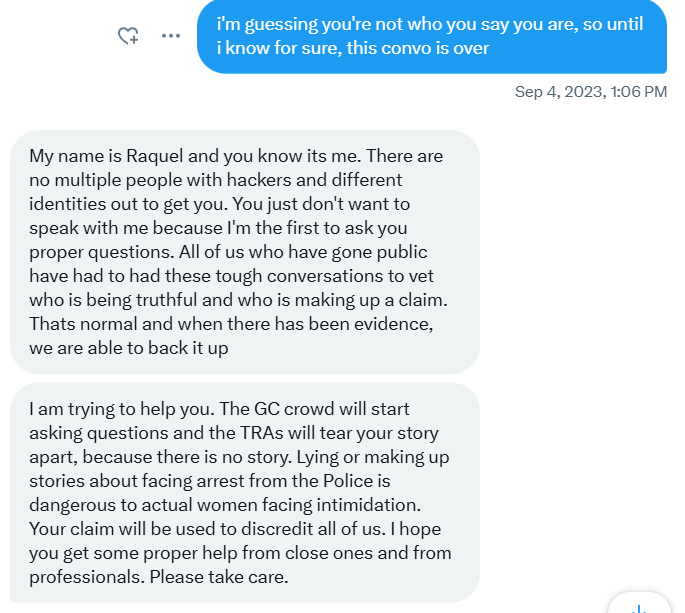 i'm guessing you're not who you say you are, so until
i know for sure, this convo is over
Sep 4, 2023, 1:06 PM
My name is Raquel and you know its me. There are
no multiple people with hackers and different
identities out to get you. You just don't want to
speak with me because I'm the first to ask you
proper questions. All of us who have gone public
have had to had these tough conversations to vet
who is being truthful and who is making up a claim.
Thats normal and when there has been evidence,
we are able to back it up
I am trying to help you. The GC crowd will start
asking questions and the TRAs will tear your story
apart, because there is no story. Lying or making up
stories about facing arrest from the Police is
dangerous to actual women facing intimidation.
Your claim will be used to discredit all of us. I hope
you get some proper help from close ones and from
professionals. Please take care.